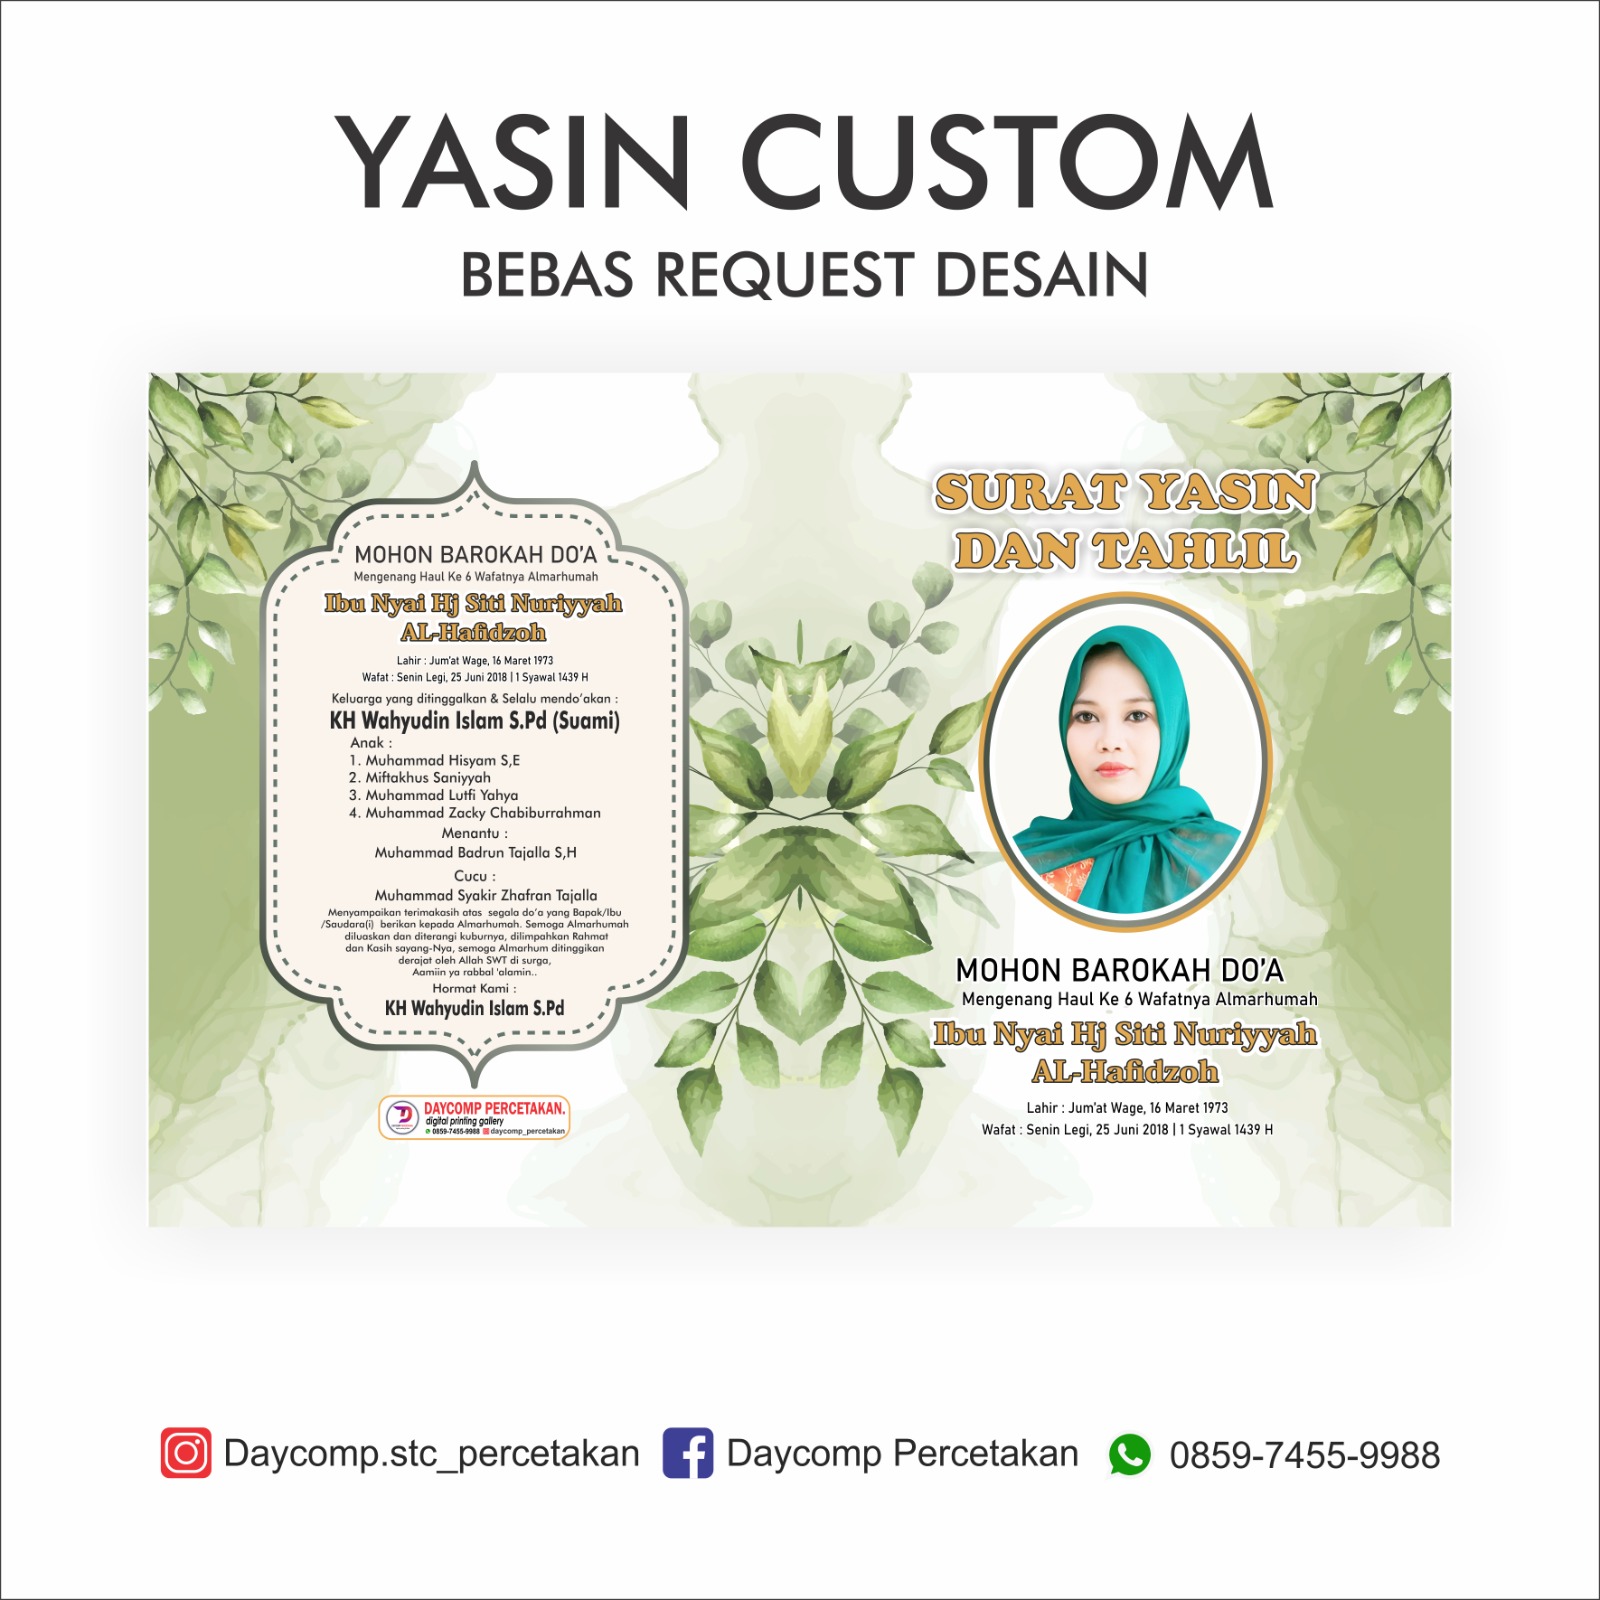 YASIN CUSTOM
BEBAS REQUEST DESAIN
MOHON BAROKAH DO'A
Mengenang Haul Ke 6 Wafatnya Almarhumah
Ibu Nyai Hj Siti Nuriyyah
AL-Hafidzoh
Lahir : Jum'at Wage, 16 Maret 1973
Wafat : Senin Legi, 25 Juni 2018 | 1 Syawal 1439 H
Keluarga yang ditinggalkan & Selalu mendo'akan :
KH Wahyudin Islam S.Pd (Suami)
Anak :
1. Muhammad Hisyam S,E
2. Miftakhus Saniyyah
3. Muhammad Lutfi Yahya
4. Muhammad Zacky Chabiburrahman
Menantu :
Muhammad Badrun Tajalla S,H
Cucu :
Muhammad Syakir Zhafran Tajalla
Menyampaikan terimakasih atas segala do'a yang Bapak/Ibu
/Saudara(i) berikan kepada Almarhumah. Semoga Almarhumah
diluaskan dan diterangi kuburnya, dilimpahkan Rahmat
dan Kasih sayang-Nya, semoga Almarhum ditinggikan
derajat oleh Allah SWT di surga,
Aamiin ya rabbal 'alamin..
Hormat Kami :
KH Wahyudin Islam S.Pd
DAYCOMP PERCETAKAN.
digital printing gallery
0859-7455-9988 daycomp_percetakan
SURAT YASIN
DAN TAHLIL
MOHON BAROKAH DO'A
Mengenang Haul Ke 6 Wafatnya Almarhumah
Ibu Nyai Hj Siti Nuriyyah
AL-Hafidzoh
Lahir : Jum'at Wage, 16 Maret 1973
Wafat : Senin Legi, 25 Juni 2018 | 1 Syawal 1439 H
Daycomp.stc_percetakan Daycomp Percetakan 0859-7455-9988